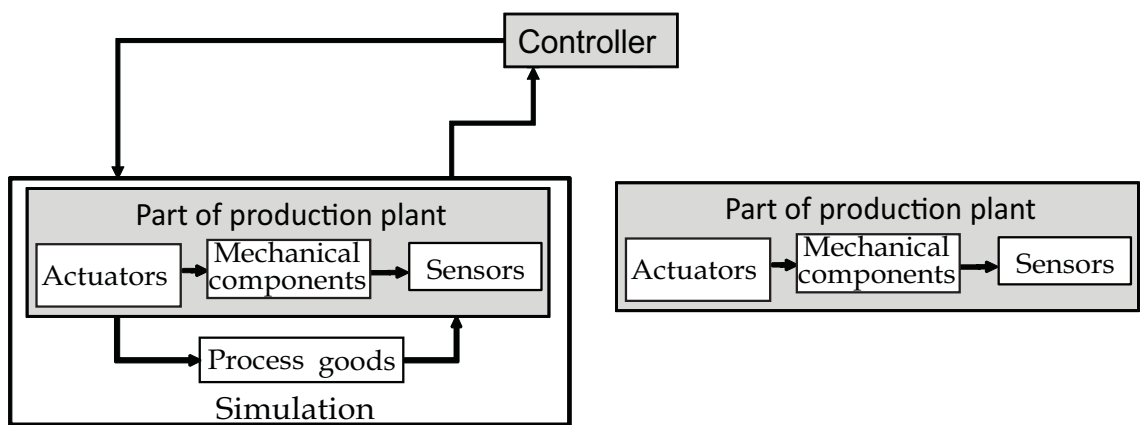 Controller
Part of production plant
Actuators
Mechanical
components
Sensors
Process goods
Simulation
Part of production plant
Actuators
Mechanical
components
Sensors